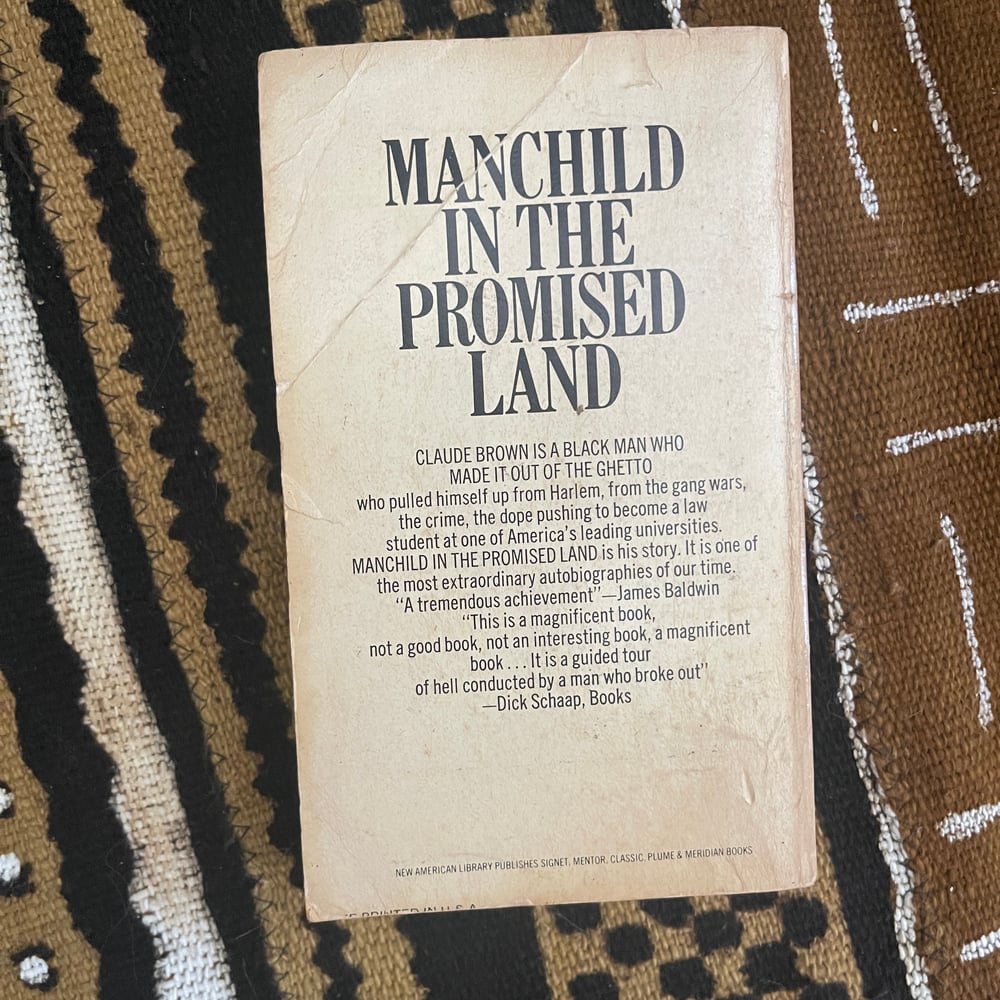 MANCHILD
IN THE
PROMISED
LAND
CLAUDE BROWN IS A BLACK MAN WHO
MADE IT OUT OF THE GHETTO
who pulled himself up from Harlem, from the gang wars,
the crime, the dope pushing to become a law
student at one of America's leading universities.
MANCHILD IN THE PROMISED LAND is his story. It is one of
the most extraordinary autobiographies of our time.
"A tremendous achievement"—James Baldwin
"This is a magnificent book,
not a good book, not an interesting book, a magnificent
book . . . It is a guided tour
of hell conducted by a man who broke out"
—Dick Schaap, Books
NEW AMERICAN LIBRARY PUBLISHES SIGNET, MENTOR, CLASSIC, PLUME & MERIDIAN BOOKS
PRINTED IN U.S.A.